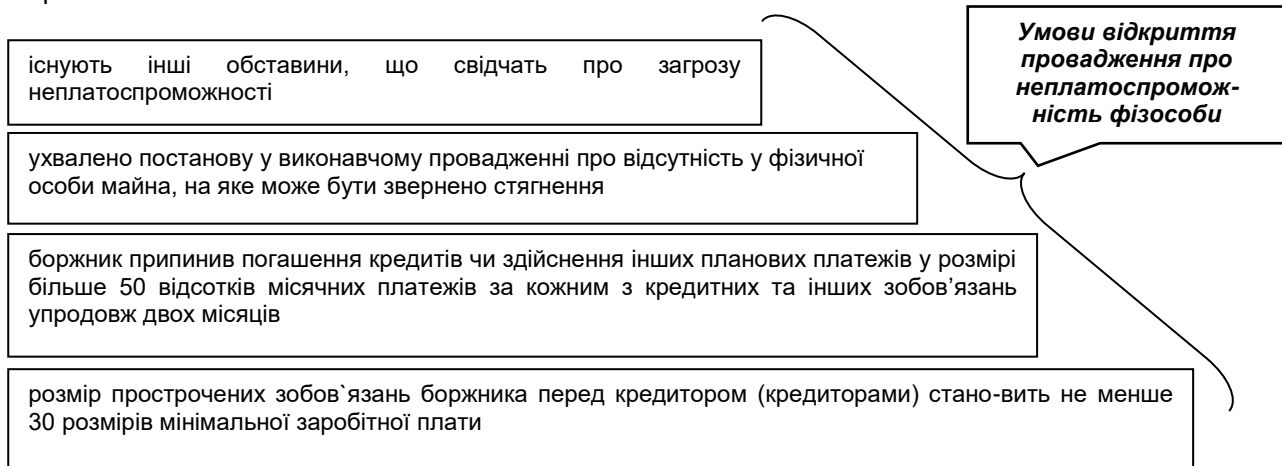 Умови відкриття
провадження про
неплатоспромож-
ність фізособи
існують інші обставини, що свідчать про загрозу
неплатоспроможності
ухвалено постанову у виконавчому провадженні про відсутність у фізичної
особи майна, на яке може бути звернено стягнення
боржник припинив погашення кредитів чи здійснення інших планових платежів у розмірі
більше 50 відсотків місячних платежів за кожним з кредитних та інших зобов’язань
упродовж двох місяців
розмір прострочених зобов`язань боржника перед кредитором (кредиторами) стано-вить не менше
30 розмірів мінімальної заробітної плати